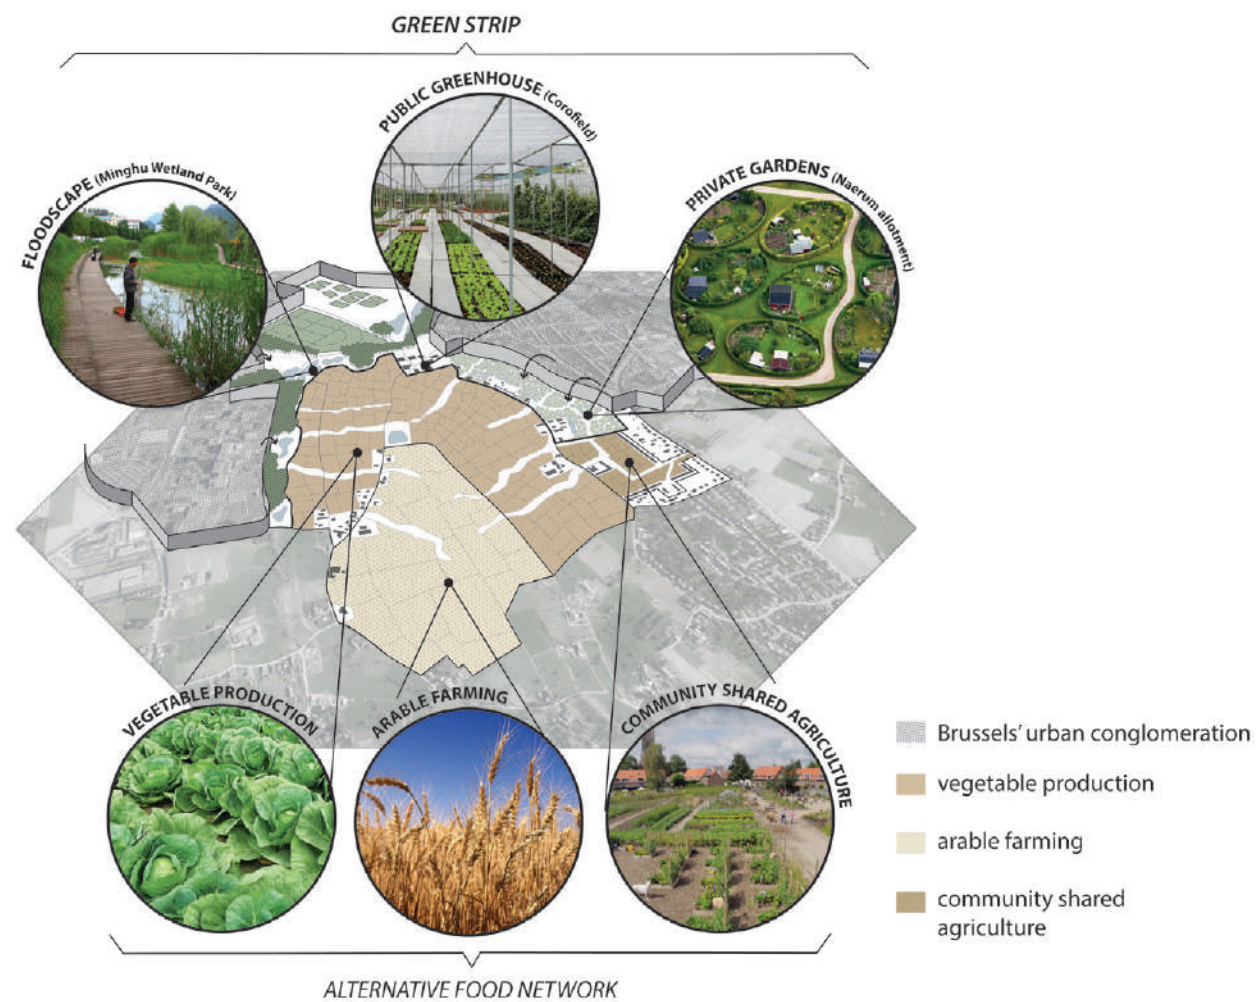 GREEN STRIP
PUBLIC GREENHOUSE (Corofield)
FLOODSCAPE (Minghu Wetland Park)
PRIVATE GARDENS (Naerum allotment)
VEGETABLE PRODUCTION
ARABLE FARMING
COMMUNITY SHARED AGRICULTURE
Brussels' urban conglomeration
vegetable production
arable farming
community shared
agriculture
ALTERNATIVE FOOD NETWORK